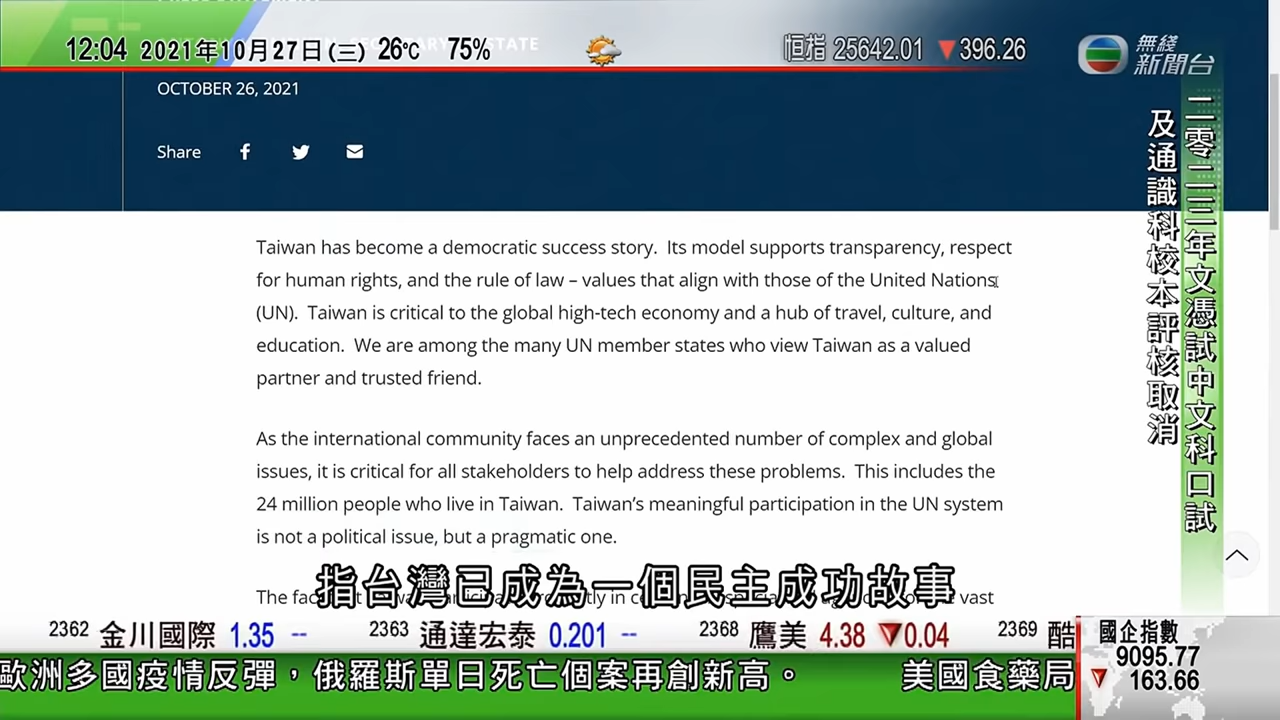 12:04 2021年10月27日(三) 26℃ 75%
恒指 25642.01 ▼396.26
無綫
新聞台
OCTOBER 26, 2021
Share
二零二三年文憑試中文科口試
及通識科校本評核取消
Taiwan has become a democratic success story. Its model supports transparency, respect
for human rights, and the rule of law – values that align with those of the United Nations
(UN). Taiwan is critical to the global high-tech economy and a hub of travel, culture, and
education. We are among the many UN member states who view Taiwan as a valued
partner and trusted friend.
As the international community faces an unprecedented number of complex and global
issues, it is critical for all stakeholders to help address these problems. This includes the
24 million people who live in Taiwan. Taiwan's meaningful participation in the UN system
is not a political issue, but a pragmatic one.
指台灣已成為一個民主成功故事
The vast
2362 金川國際 1.35 -- 2363 通達宏泰 0.201 -- 2368 鷹美 4.38 ▼0.04 2369 酷
國企指數
9095.77
▼ 163.66
歐洲多國疫情反彈，俄羅斯單日死亡個案再創新高。 美國食藥局